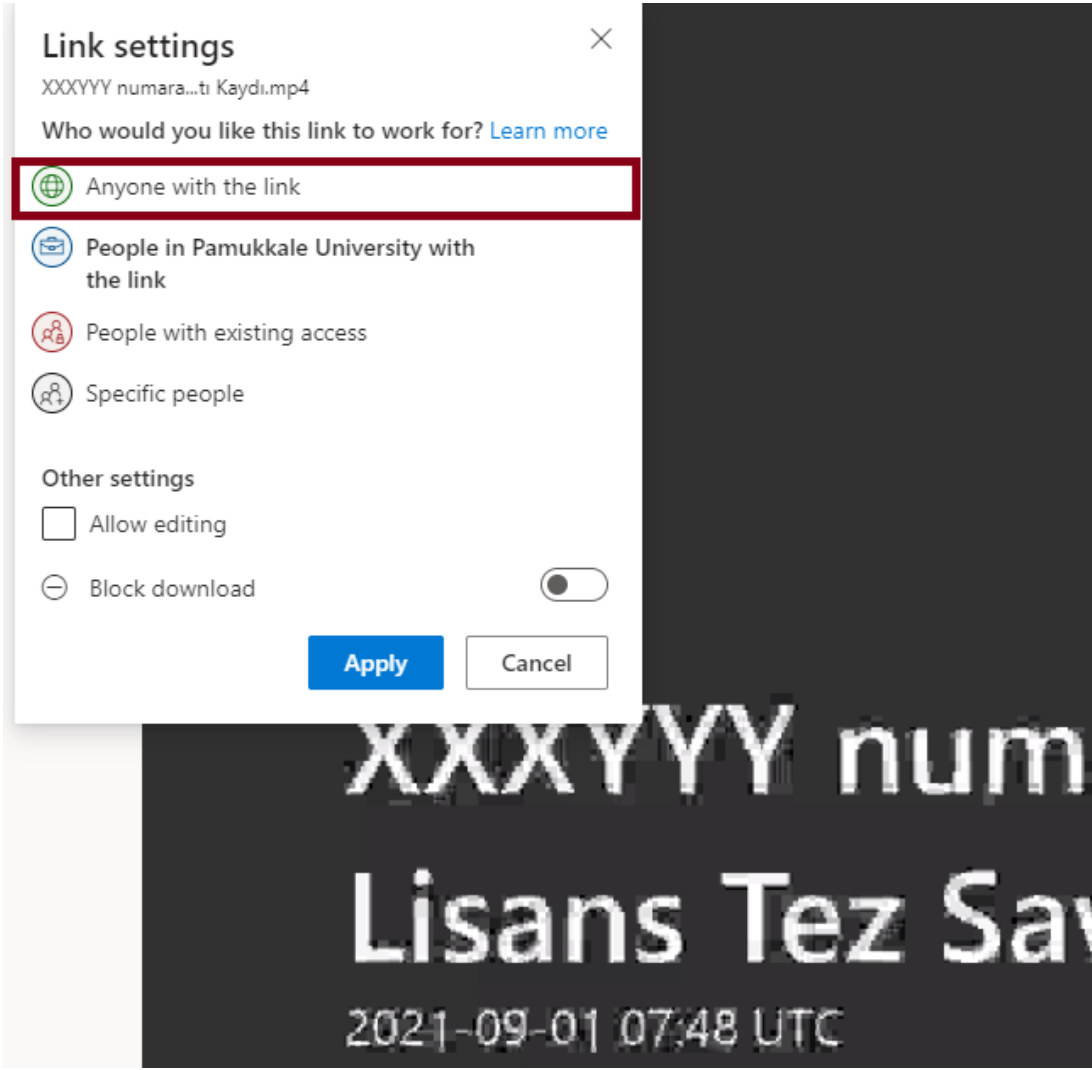 Link settings
XXXYYY numara...tı Kaydı.mp4
Who would you like this link to work for? Learn more
Anyone with the link
People in Pamukkale University with
the link
People with existing access
Specific people
Other settings
Allow editing
Block download
Apply Cancel
XXXYYY num
Lisans Tez Sav
2021-09-01 07:48 UTC